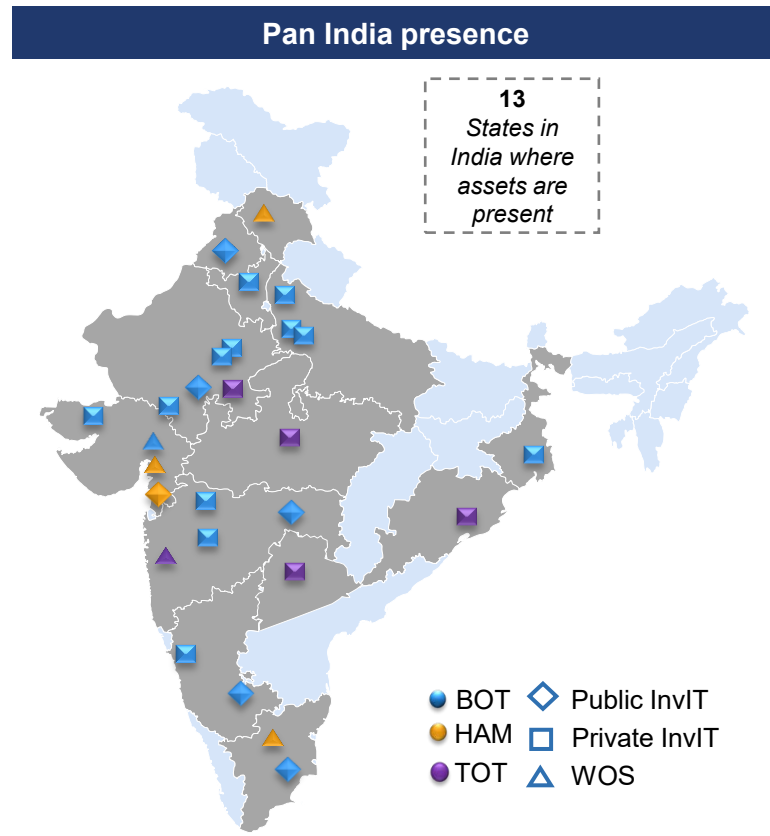 Pan India presence
13
States in
India where
assets are
present
BOT
Public InvIT
HAM
Private InvIT
TOT
WOS